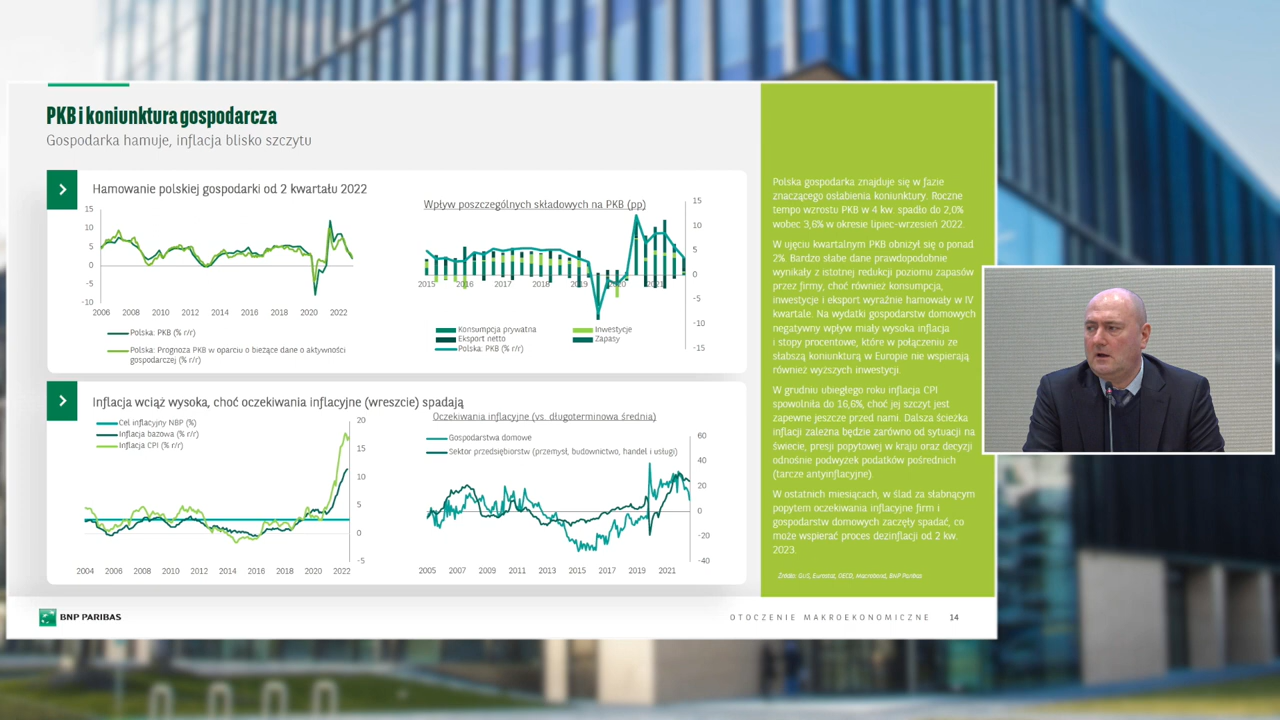 PKB i koniunktura gospodarcza
Gospodarka hamuje, inflacja blisko szczytu
Hamowanie polskiej gospodarki od 2 kwartału 2022
15
10
5
0
-5
-10
2006 2008 2010 2012 2014 2016 2018 2020 2022
Polska: PKB (% r/r)
Polska: Prognoza PKB w oparciu o bieżące dane o aktywności
gospodarczej (% r/r)
Wpływ poszczególnych składowych na PKB (pp)
15
10
5
0
-5
-10
-15
2015 2016 2017 2018 2019 2020 2021
Konsumpcja prywatna
Inwestycje
Eksport netto
Zapasy
Polska: PKB (% r/r)
Inflacja wciąż wysoka, choć oczekiwania inflacyjne (wreszcie) spadają
Cel inflacyjny NBP (%)
Inflacja bazowa (% r/r)
Inflacja CPI (% r/r)
20
15
10
5
0
-5
2004 2006 2008 2010 2012 2014 2016 2018 2020 2022
Oczekiwania inflacyjne (vs. długoterminowa średnia)
Gospodarstwa domowe
Sektor przedsiębiorstw (przemysł, budownictwo, handel i usługi)
60
40
20
0
-20
-40
2005 2007 2009 2011 2013 2015 2017 2019 2021
Polska gospodarka znajduje się w fazie
znaczącego osłabienia koniunktury. Roczne
tempo wzrostu PKB w 4 kw. spadło do 2,0%
wobec 3,6% w okresie lipiec-wrzesień 2022.
W ujęciu kwartalnym PKB obniżył się o ponad
2%. Bardzo słabe dane prawdopodobnie
wynikały z istotnej redukcji poziomu zapasów
przez firmy, choć również konsumpcja,
inwestycje i eksport wyraźnie hamowały w IV
kwartale. Na wydatki gospodarstw domowych
negatywny wpływ miały wysoka inflacja
i stopy procentowe, które w połączeniu ze
słabszą koniunkturą w Europie nie wspierają
również wyższych inwestycji.
W grudniu ubiegłego roku inflacja CPI
spowolniła do 16,6%, choć jej szczyt jest
zapewne jeszcze przed nami. Dalsza ścieżka
inflacji zależna będzie zarówno od sytuacji na
świecie, presji popytowej w kraju oraz decyzji
odnośnie podwyżek podatków pośrednich
(tarcze antyinflacyjne).
W ostatnich miesiącach, w ślad za słabnącym
popytem oczekiwania inflacyjne firm i
gospodarstw domowych zaczęły spadać, co
może wspierać proces dezinflacji od 2 kw.
2023.
Źródło: GUS, Eurostat, OECD, Macrobond, BNP Paribas
BNP PARIBAS
OTOCZENIE MAKROEKONOMICZNE 14